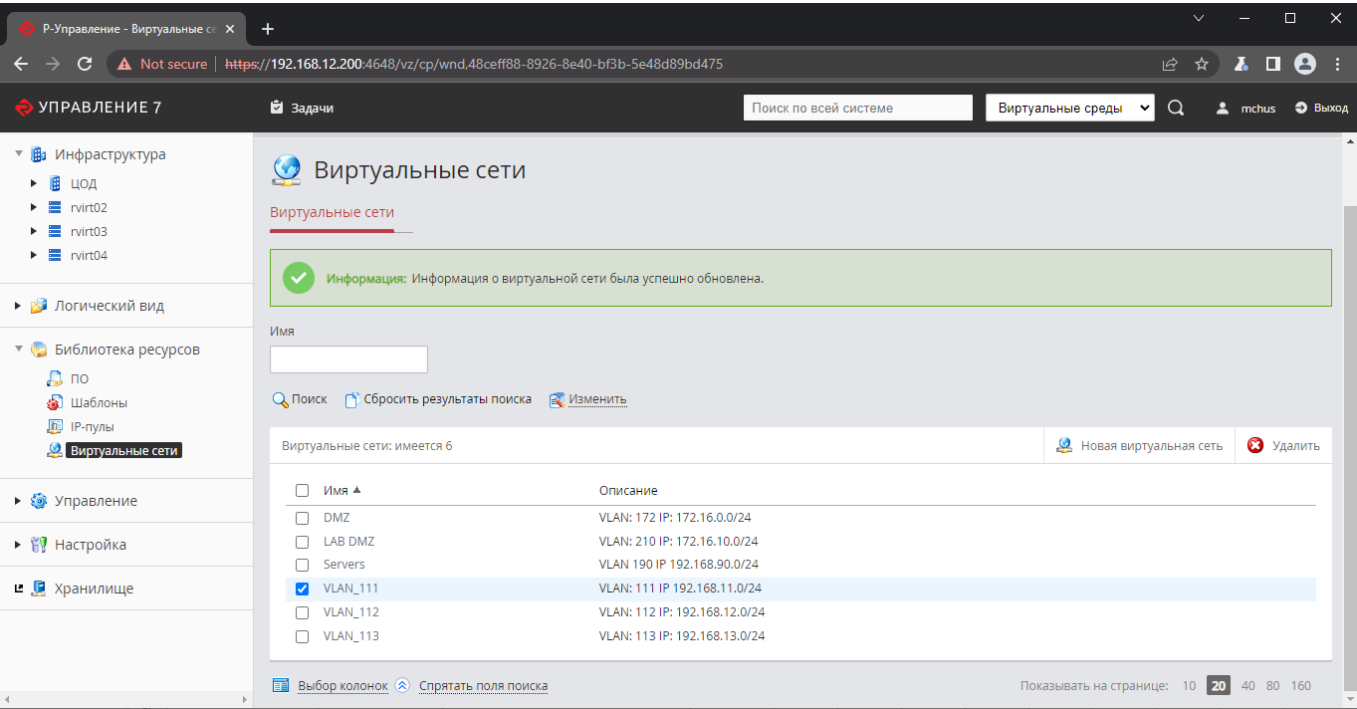 Р-Управление - Виртуальные се
Not secure https://192.168.12.200:4648/vz/cp/wnd,48ceff88-8926-8e40-bf3b-5e48d89bd475
УПРАВЛЕНИЕ 7 Задачи Поиск по всей системе Виртуальные среды mchus Выход
Инфраструктура
ЦОД
rvirt02
rvirt03
rvirt04
Логический вид
Библиотека ресурсов
ПО
Шаблоны
IP-пулы
Виртуальные сети
Управление
Настройка
Хранилище
Виртуальные сети
Виртуальные сети
Информация: Информация о виртуальной сети была успешно обновлена.
Имя
Поиск Сбросить результаты поиска Изменить
Виртуальные сети: имеется 6 Новая виртуальная сеть Удалить
Имя Описание
DMZ VLAN: 172 IP: 172.16.0.0/24
LAB DMZ VLAN: 210 IP: 172.16.10.0/24
Servers VLAN 190 IP 192.168.90.0/24
VLAN_111 VLAN: 111 IP 192.168.11.0/24
VLAN_112 VLAN: 112 IP: 192.168.12.0/24
VLAN_113 VLAN: 113 IP: 192.168.13.0/24
Выбор колонок Спрятать поля поиска Показывать на странице: 10 20 40 80 160